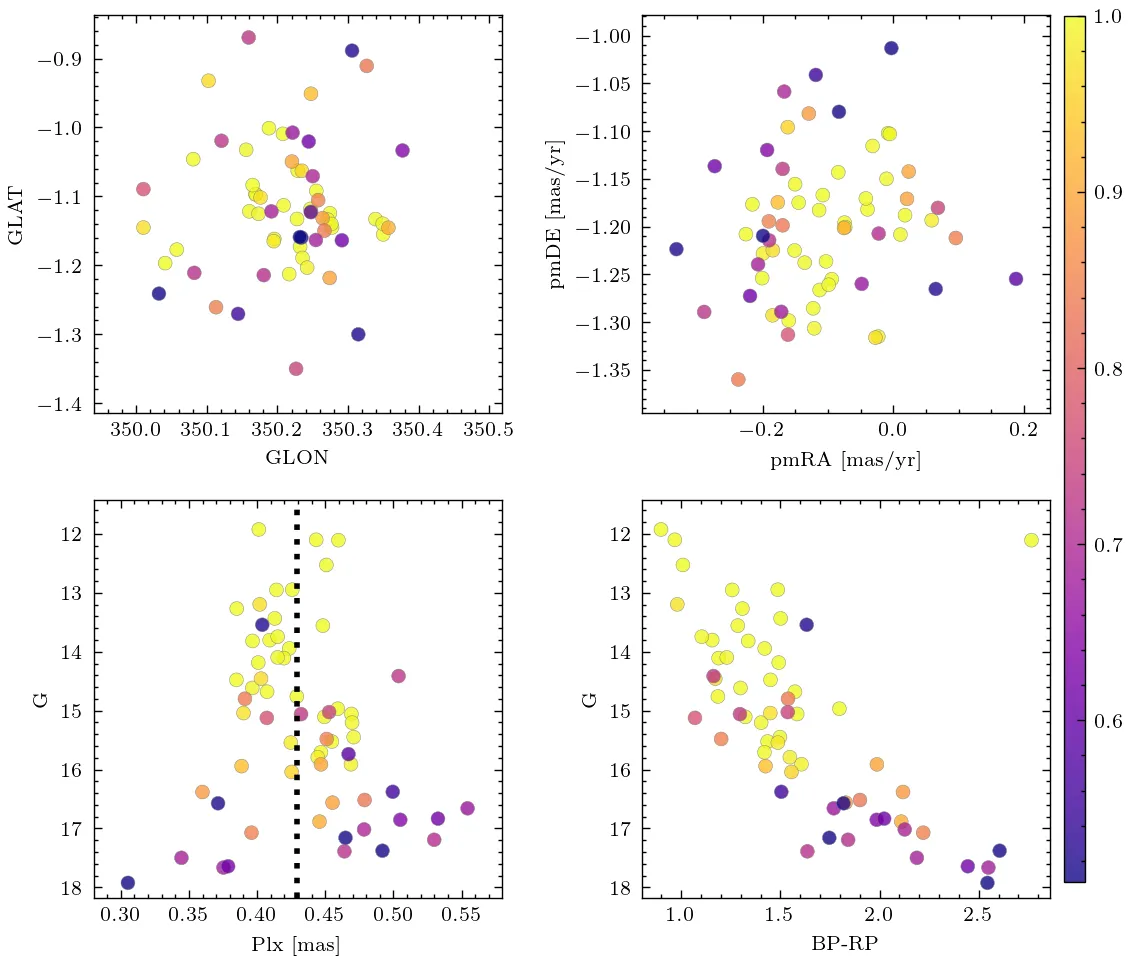 −0.9
−1.0
−1.1
−1.2
−1.3
−1.4
GLAT
350.0 350.1 350.2 350.3 350.4 350.5
GLON
−1.00
−1.05
−1.10
−1.15
−1.20
−1.25
−1.30
−1.35
pmDE [mas/yr]
−0.2 0.0 0.2
pmRA [mas/yr]
1.0
0.9
0.8
0.7
0.6
12
13
14
15
16
17
18
G
0.30 0.35 0.40 0.45 0.50 0.55
Plx [mas]
12
13
14
15
16
17
18
G
1.0 1.5 2.0 2.5
BP-RP